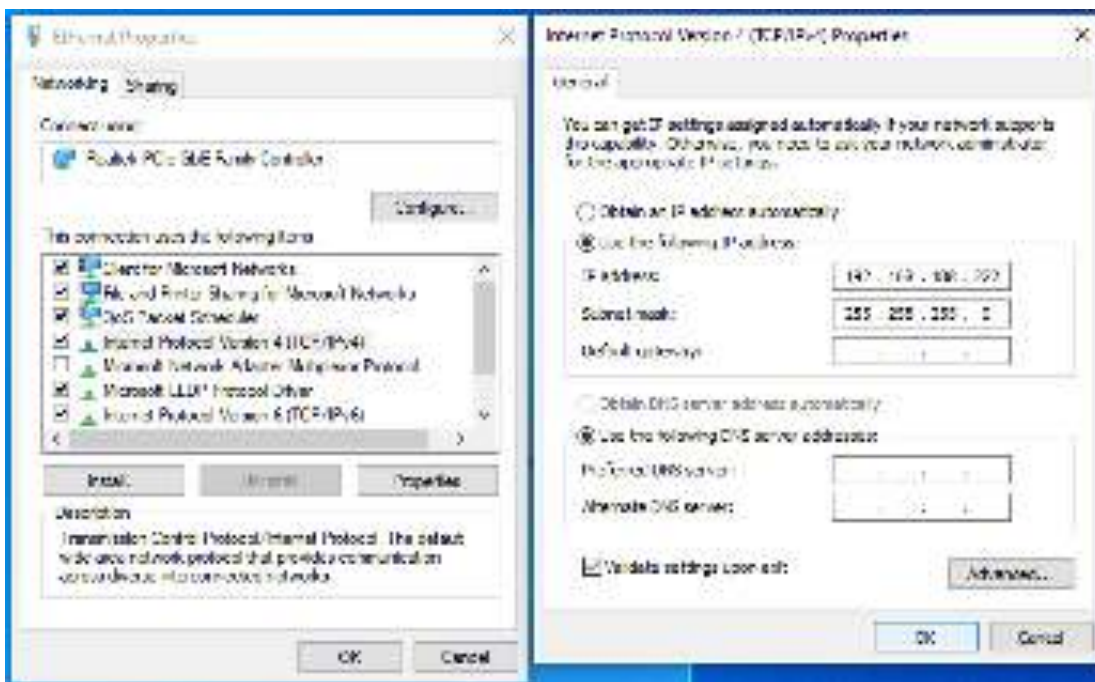 Ethernet Properties
Networking
Sharing
Connect using:
Realtek PCIe GbE Family Controller
Configure...
This connection uses the following items:
Client for Microsoft Networks
File and Printer Sharing for Microsoft Networks
QoS Packet Scheduler
Internet Protocol Version 4 (TCP/IPv4)
Microsoft Network Adapter Multiplexor Protocol
Microsoft LLDP Protocol Driver
Internet Protocol Version 6 (TCP/IPv6)
Install...
Uninstall
Properties
Description
Transmission Control Protocol/Internet Protocol. The default
wide area network protocol that provides communication
across diverse interconnected networks.
OK
Cancel
Internet Protocol Version 4 (TCP/IPv4) Properties
General
You can get IP settings assigned automatically if your network supports
this capability. Otherwise, you need to ask your network administrator
for the appropriate IP settings.
Obtain an IP address automatically
Use the following IP address:
IP address:
Subnet mask: 255 . 255 . 255 .
Default gateway:
Obtain DNS server address automatically
Use the following DNS server addresses:
Preferred DNS server:
Alternate DNS server:
Validate settings upon exit
Advanced...
OK
Cancel